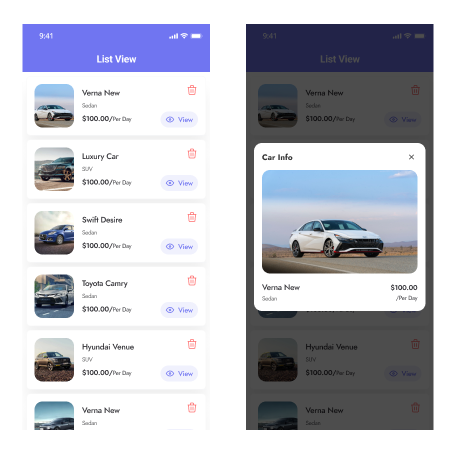 9:41
List View
Verna New
Sedan
$100.00/Per Day
View
Luxury Car
SUV
$100.00/Per Day
View
Swift Desire
Sedan
$100.00/Per Day
View
Toyota Camry
Sedan
$100.00/Per Day
View
Hyundai Venue
SUV
$100.00/Per Day
View
Verna New
Sedan
9:41
List View
Verna New
Sedan
$100.00/Per Day
View
Car Info
Verna New
$100.00
Sedan
/Per Day
Hyundai Venue
SUV
$100.00/Per Day
View
Verna New
Sedan